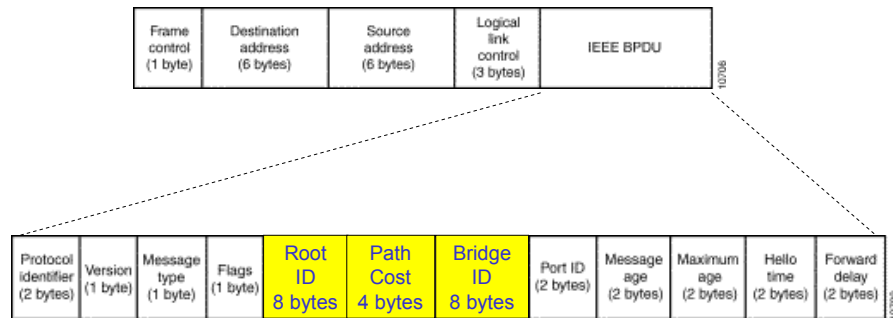 Frame control (1 byte)
Destination address (6 bytes)
Source address (6 bytes)
Logical link control (3 bytes)
IEEE BPDU
10706
Protocol identifier (2 bytes)
Version (1 byte)
Message type (1 byte)
Flags (1 byte)
Root ID 8 bytes
Path Cost 4 bytes
Bridge ID 8 bytes
Port ID (2 bytes)
Message age (2 bytes)
Maximum age (2 bytes)
Hello time (2 bytes)
Forward delay (2 bytes)